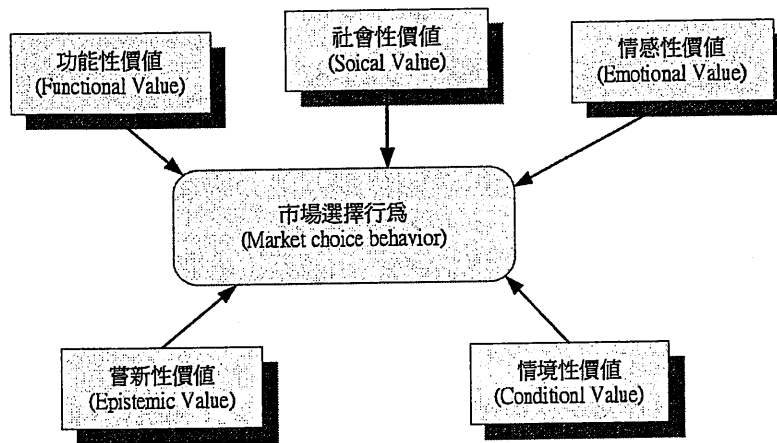 功能性價值
(Functional Value)
社會性價值
(Soical Value)
情感性價值
(Emotional Value)
市場選擇行爲
(Market choice behavior)
嘗新性價值
(Epistemic Value)
情境性價值
(Conditionl Value)